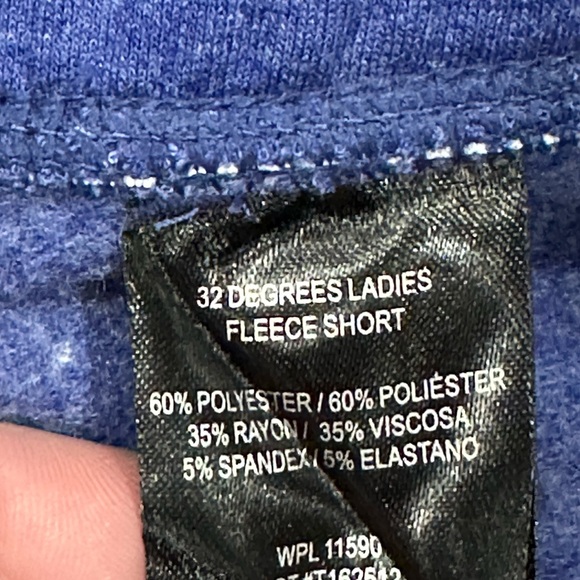 32 DEGREES LADIES
FLEECE SHORT
60% POLYESTER / 60% POLIÉSTER
35% RAYON / 35% VISCOSA
5% SPANDEX / 5% ELASTANO
WPL 11590